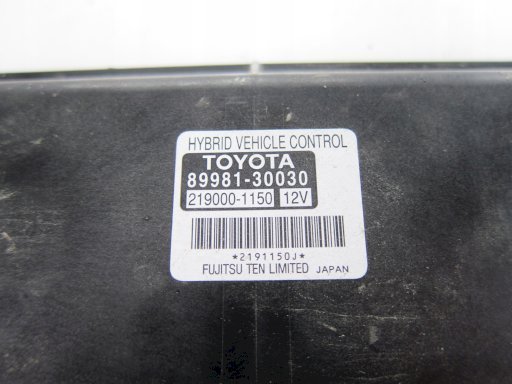 HYBRID VEHICLE CONTROL
TOYOTA
89981-30030
219000-1150 12V
*2191150J*
FUJITSU TEN LIMITED JAPAN